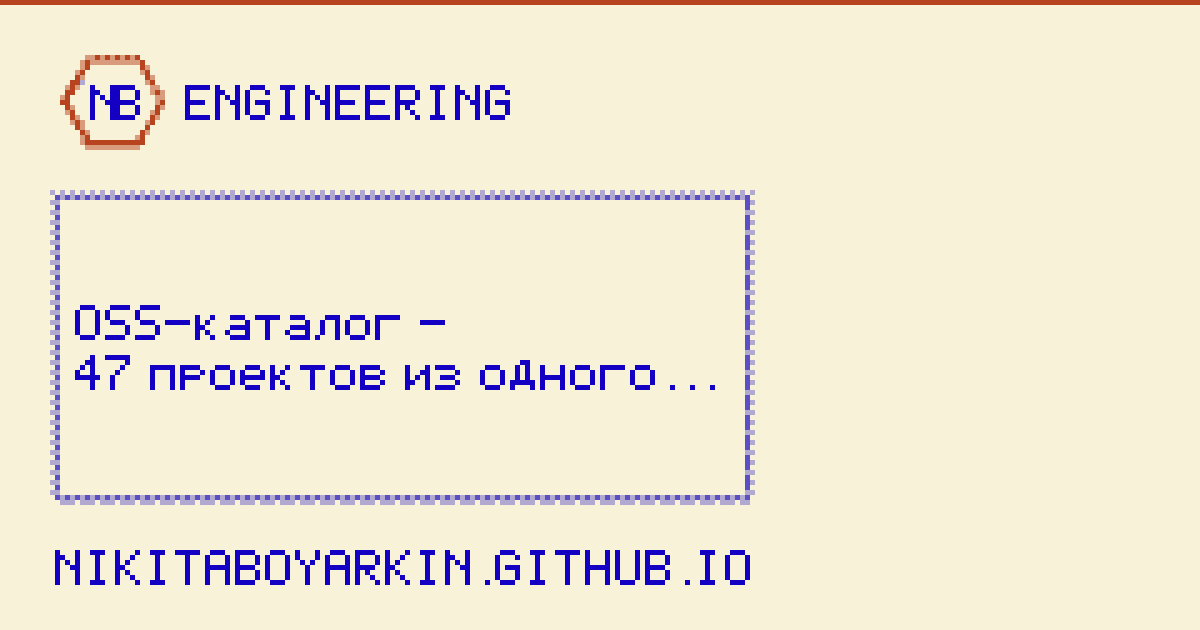 NB ENGINEERING
OSS-каталог —
47 проектов из одного...
NIKITABOYARKIN.GITHUB.IO